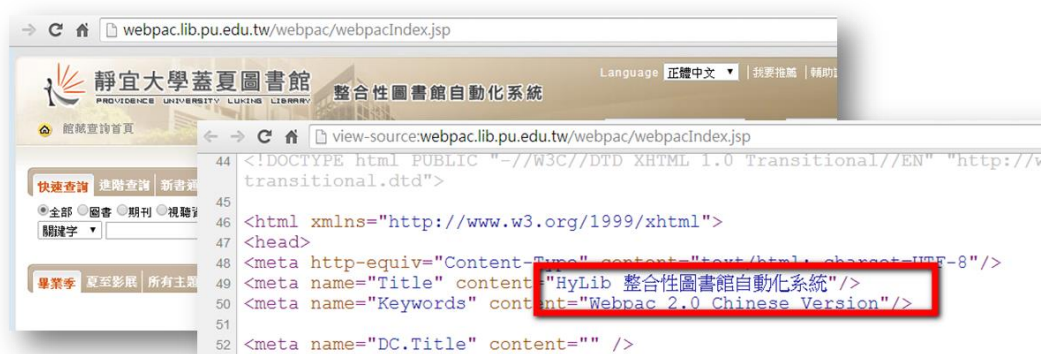 webpac.lib.pu.edu.tw/webpac/webpacIndex.jsp
靜宜大學蓋夏圖書館
PROVIDENCE UNIVERSITY LUKING LIBRARY
整合性圖書館自動化系統
Language 正體中文 ▼ |我要推薦 |輔助
館藏查詢首頁
快速查詢 進階查詢 新書通
全部 圖書 期刊 視聽資
關鍵字 ▼
畢業季 夏至影展 所有主題
view-source:webpac.lib.pu.edu.tw/webpac/webpacIndex.jsp
44 <!DOCTYPE html PUBLIC "-//W3C//DTD XHTML 1.0 Transitional//EN" "http://w
transitional.dtd">
45
46 <html xmlns="http://www.w3.org/1999/xhtml">
47 <head>
48 <meta http-equiv="Content-Type" content="text/html; charset=UTF-8"/>
49 <meta name="Title" content="HyLib 整合性圖書館自動化系統"/>
50 <meta name="Keywords" content="Webpac 2.0 Chinese Version"/>
51
52 <meta name="DC.Title" content="" />